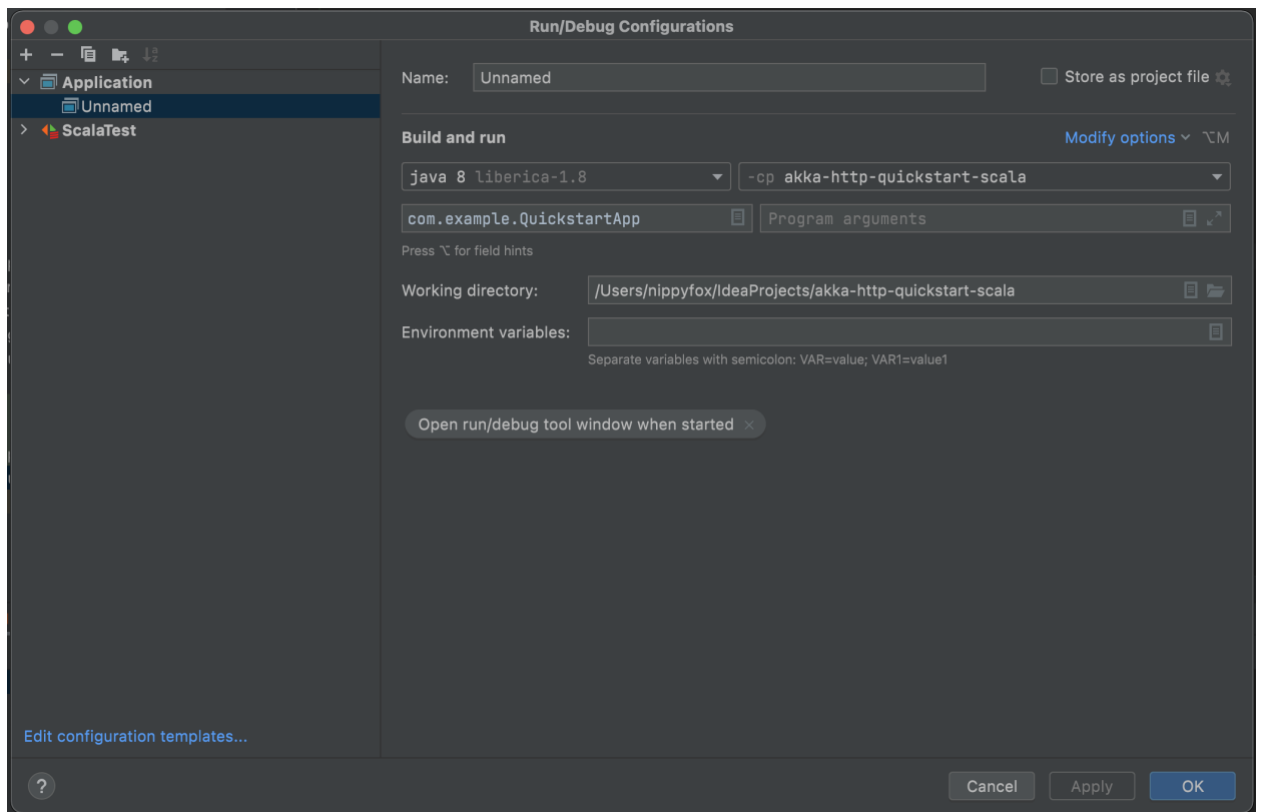 Run/Debug Configurations
Application
Unnamed
ScalaTest
Name: Unnamed Store as project file
Build and run Modify options ⌥M
java 8 liberica-1.8 -cp akka-http-quickstart-scala
com.example.QuickstartApp Program arguments
Press ⌥ for field hints
Working directory: /Users/nippyfox/IdeaProjects/akka-http-quickstart-scala
Environment variables:
Separate variables with semicolon: VAR=value; VAR1=value1
Open run/debug tool window when started ×
Edit configuration templates...
? Cancel Apply OK